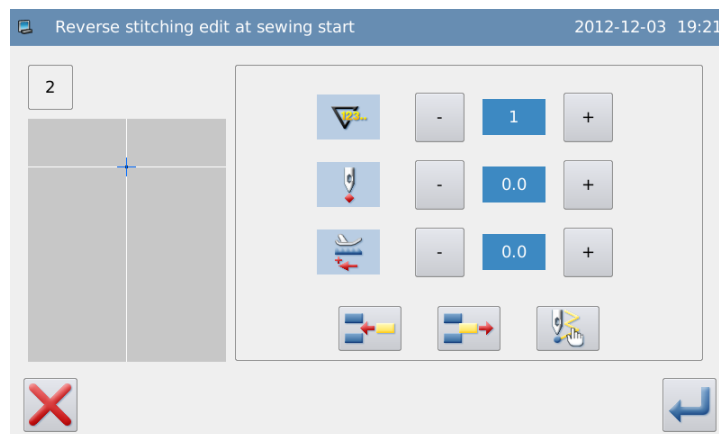 Reverse stitching edit at sewing start 2012-12-03 19:21
2
123..
- 1 +
- 0.0 +
- 0.0 +